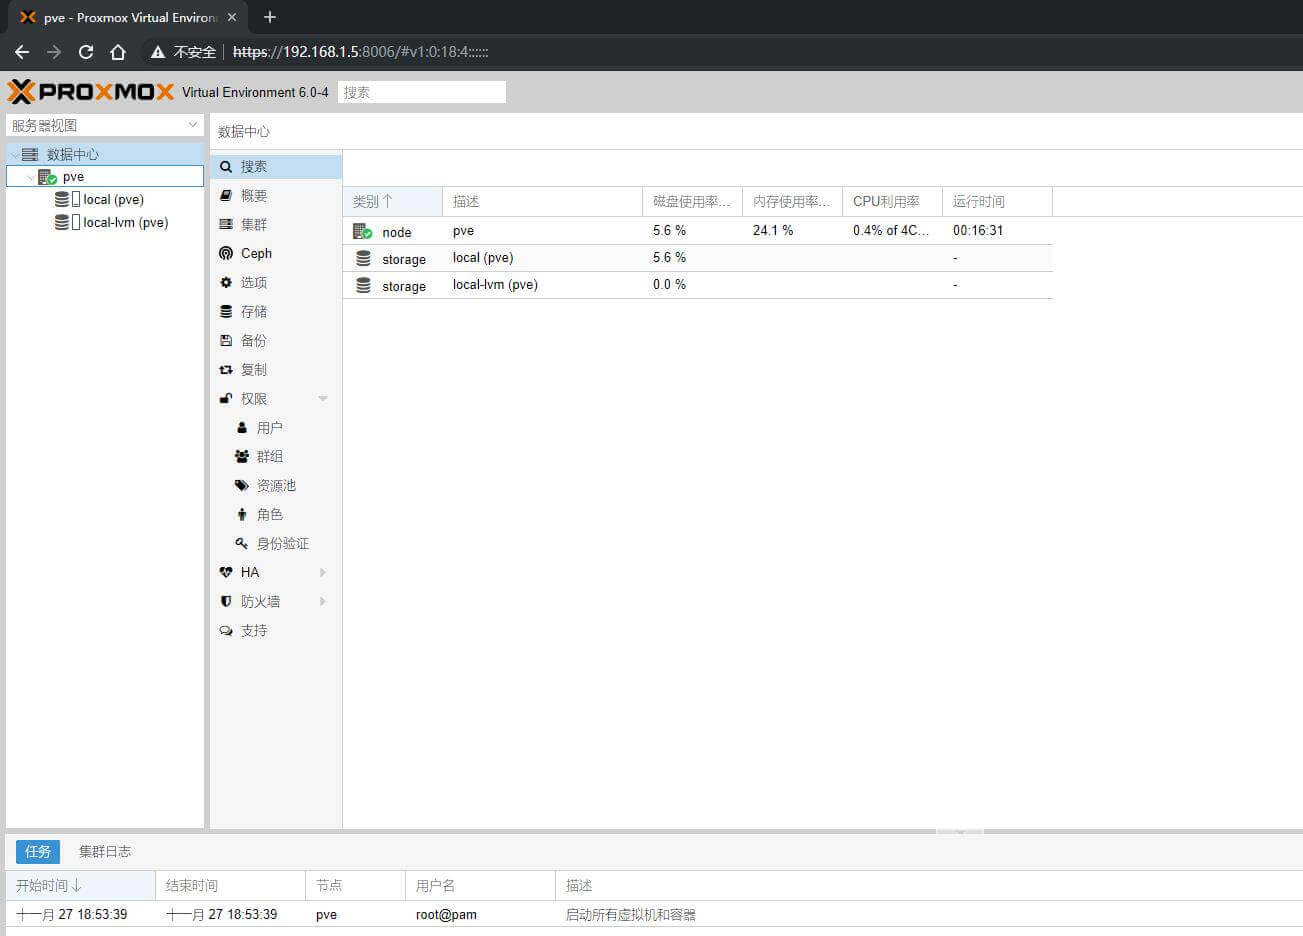 pve - Proxmox Virtual Environ
不安全 https://192.168.1.5:8006/#v1:0:18:4::::::
PROXMOX Virtual Environment 6.0-4 搜索
服务器视图
数据中心
pve
local (pve)
local-lvm (pve)
数据中心
搜索
概要
集群
Ceph
选项
存储
备份
复制
权限
用户
群组
资源池
角色
身份验证
HA
防火墙
支持
类别 描述 磁盘使用率... 内存使用率... CPU利用率 运行时间
node pve 5.6 % 24.1 % 0.4% of 4C... 00:16:31
storage local (pve) 5.6 % -
storage local-lvm (pve) 0.0 % -
任务 集群日志
开始时间 结束时间 节点 用户名 描述
十一月 27 18:53:39 十一月 27 18:53:39 pve root@pam 启动所有虚拟机和容器